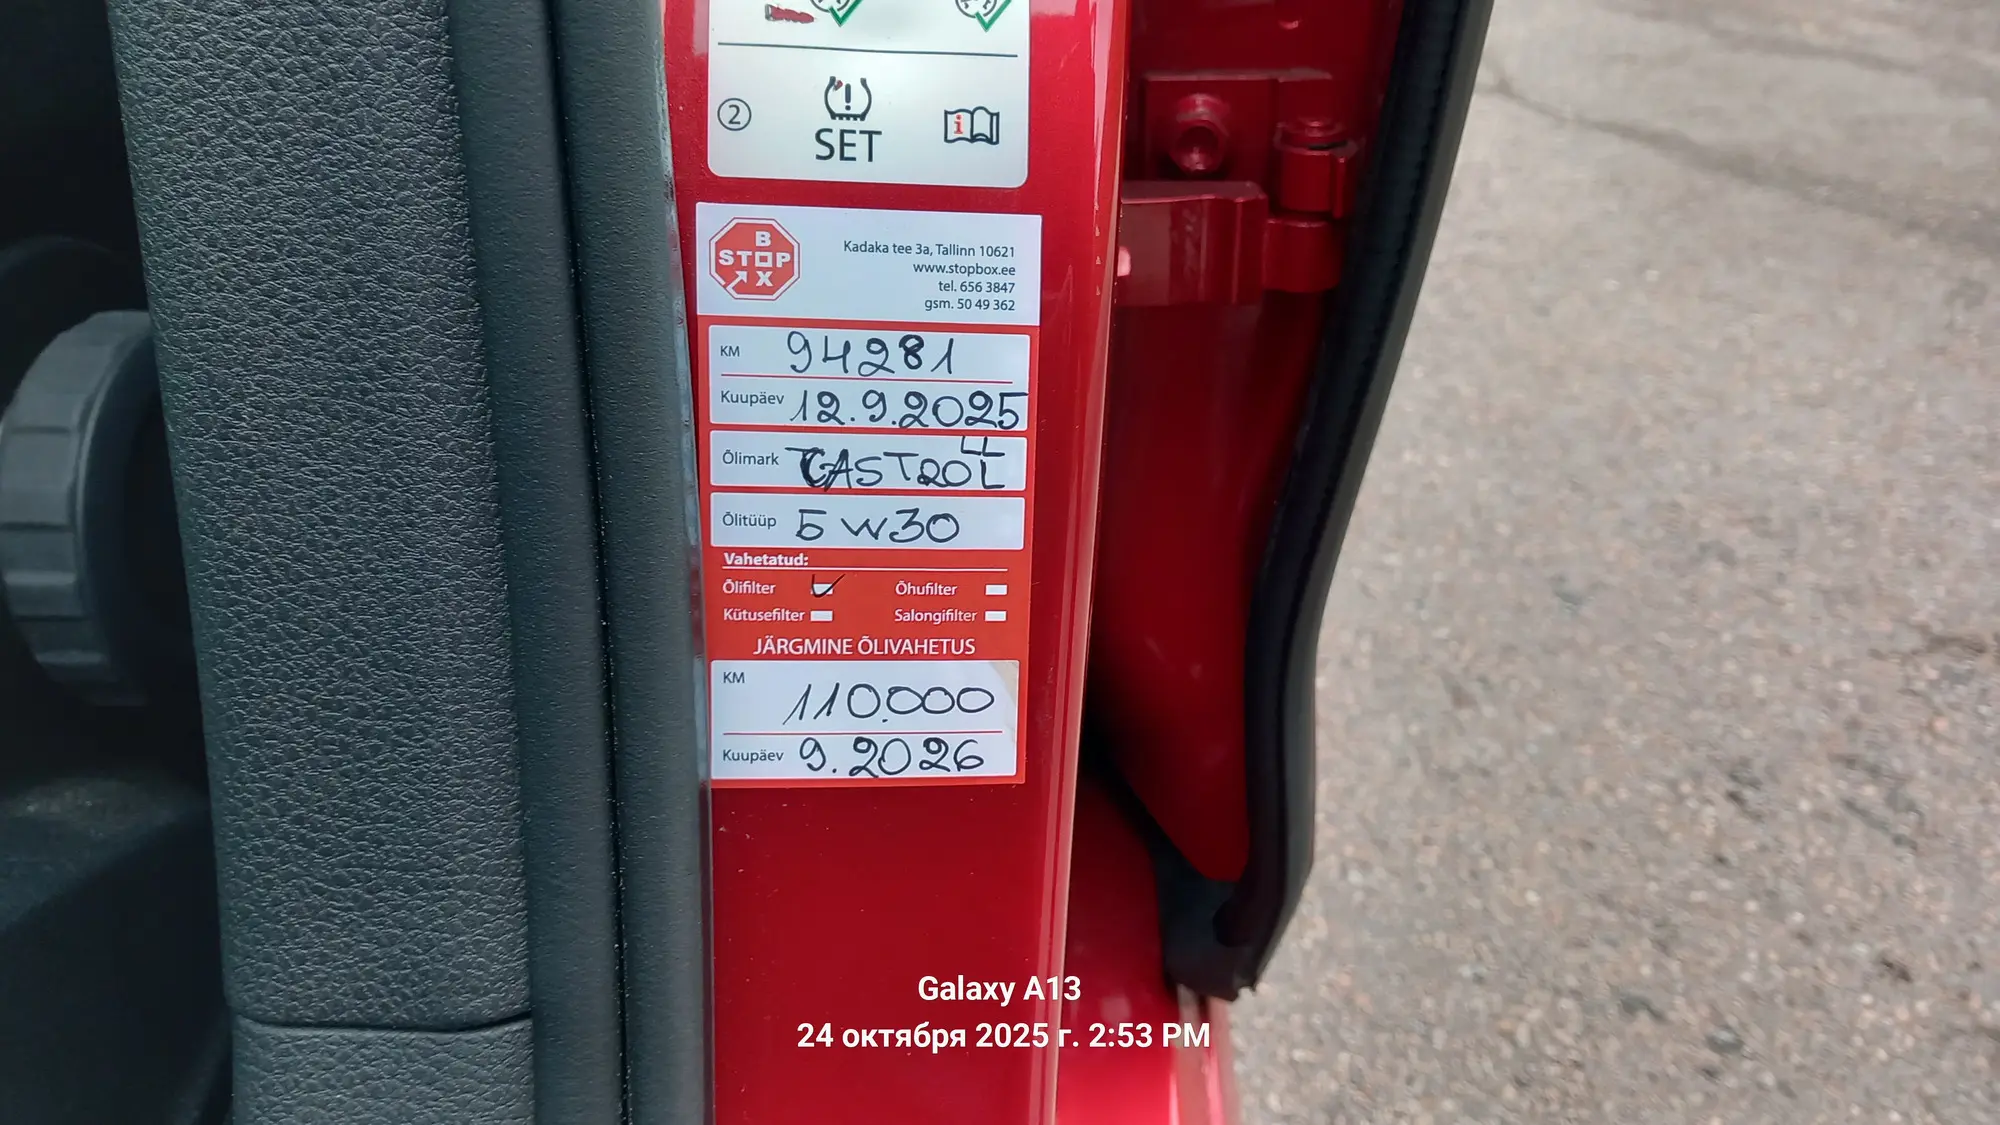 2
SET
i
B
STOP
X
Kadaka tee 3a, Tallinn 10621
www.stopbox.ee
tel. 656 3847
gsm. 50 49 362
KM 94281
Kuupäev 12.9.2025
LL
Õlimark CASTROL
Õlitüüp 5W30
Vahetatud:
Õlifilter Õhufilter
Kütusefilter Salongifilter
JÄRGMINE ÕLIVAHETUS
KM 110.000
Kuupäev 9.2026
Galaxy A13
24 октября 2025 г. 2:53 PM